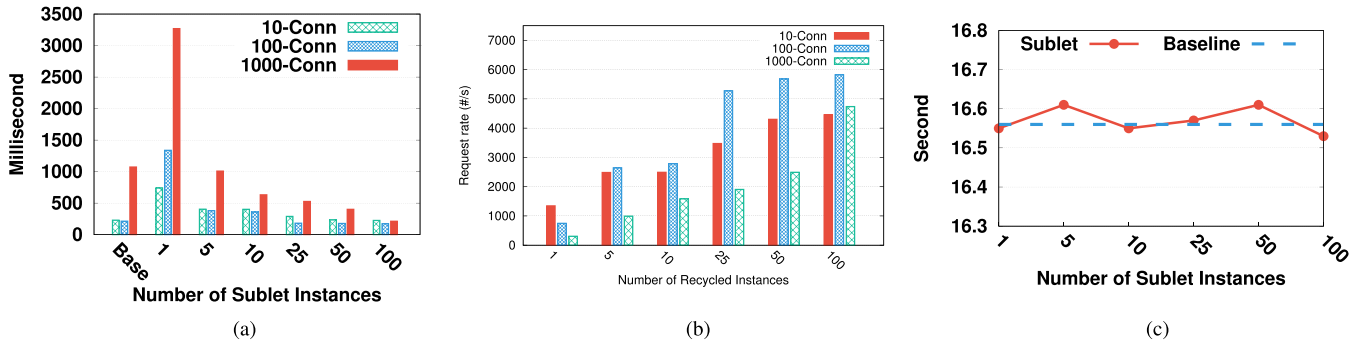 3500
3000
2500
2000
1500
1000
500
0
Millisecond
10-Conn
100-Conn
1000-Conn
Base
1
5
10
25
50
100
Number of Sublet Instances
(a)
7000
6000
5000
4000
3000
2000
1000
0
Request rate (#/s)
10-Conn
100-Conn
1000-Conn
1
5
10
25
50
100
Number of Recycled Instances
(b)
16.8
16.7
16.6
16.5
16.4
16.3
Second
Sublet
Baseline
1
5
10
25
50
100
Number of Sublet Instances
(c)